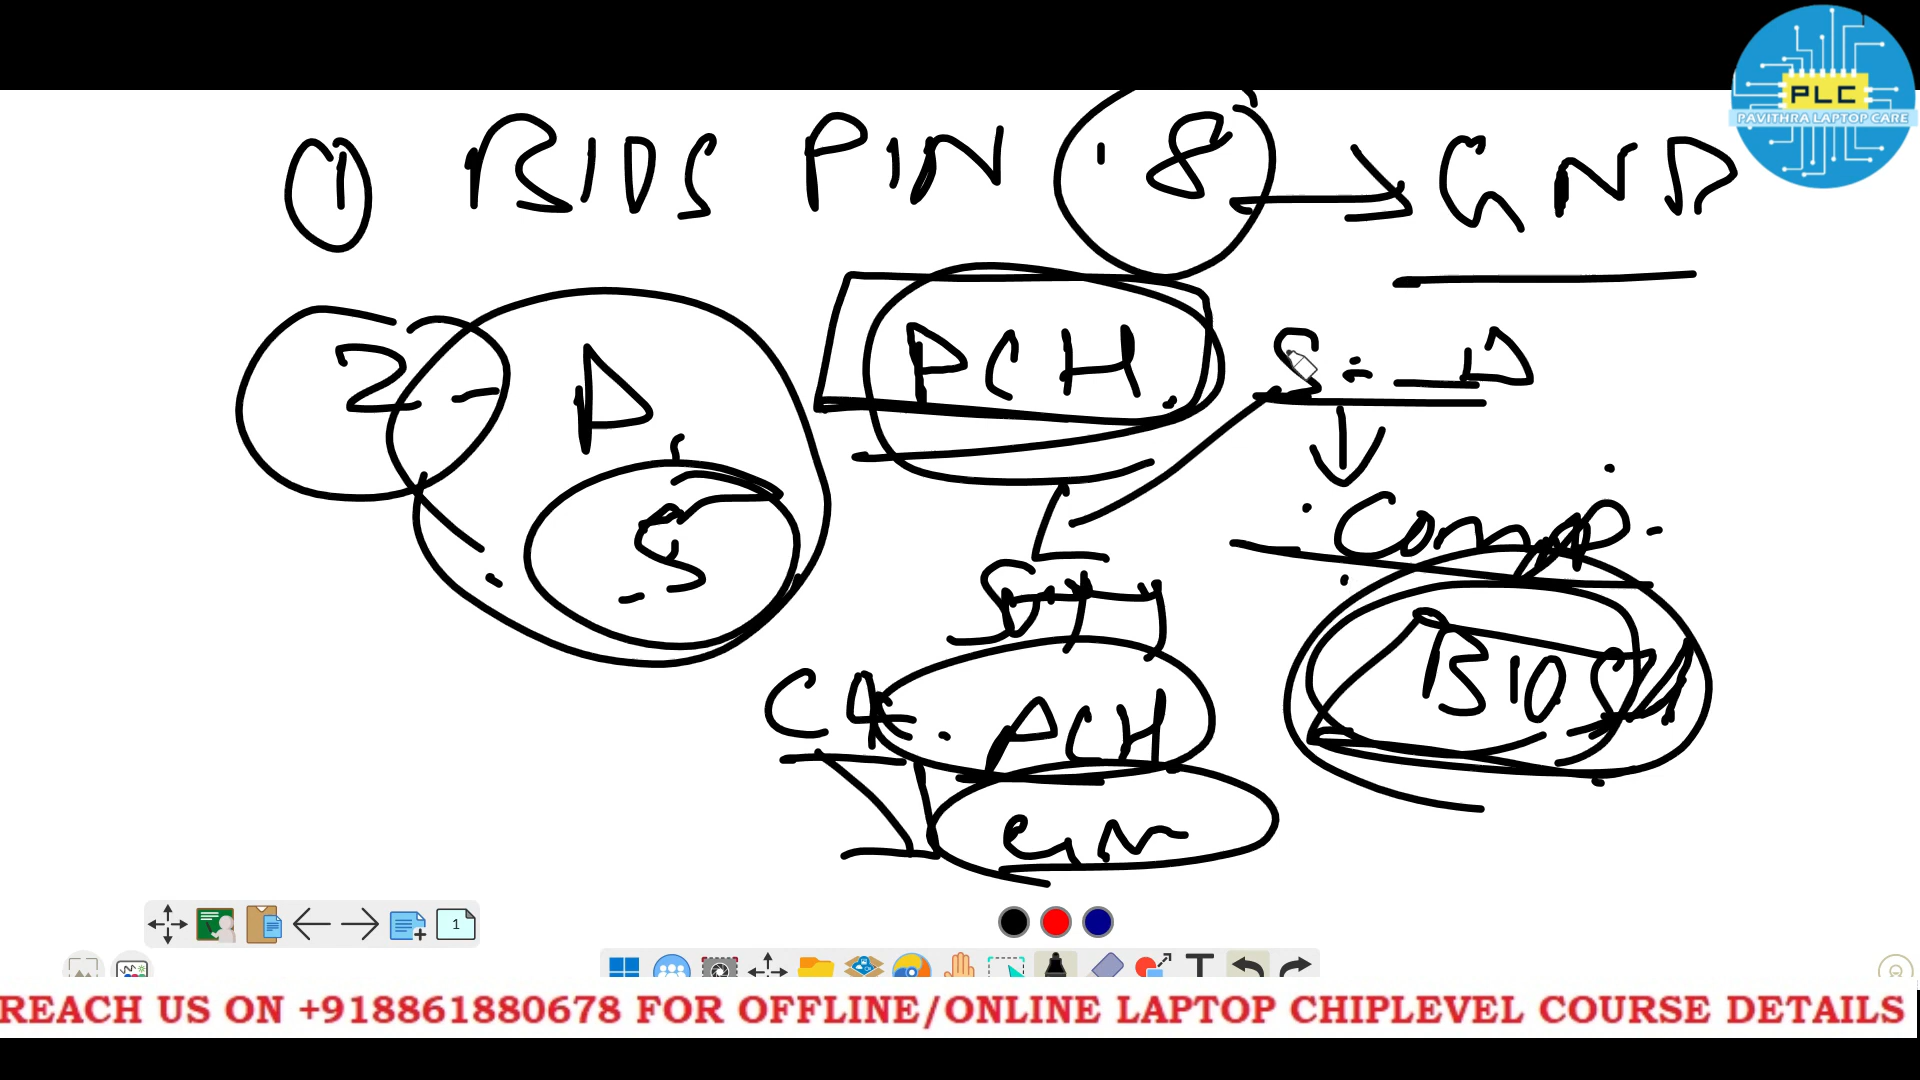 PLC
PAVITHRA LAPTOP CARE
1 BIOS PIN 8 → GND
2 - D
S
PCH
S - D
Comp.
BIOS
PCH
1
REACH US ON +918861880678 FOR OFFLINE/ONLINE LAPTOP CHIPLEVEL COURSE DETAILS